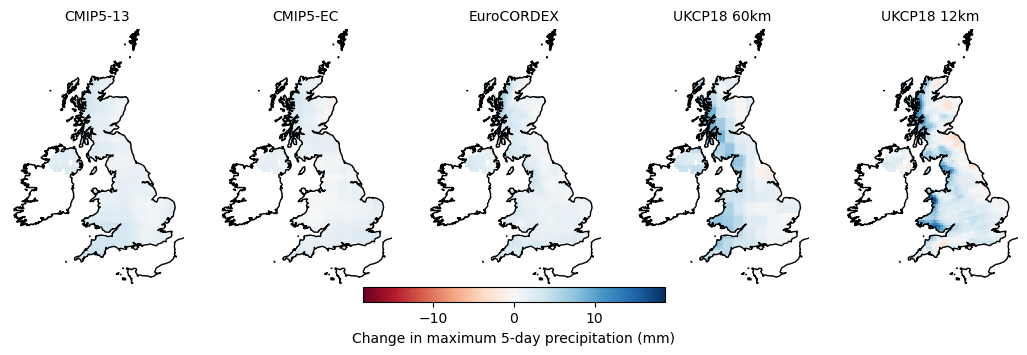 CMIP5-13 CMIP5-EC EuroCORDEX UKCP18 60km UKCP18 12km
−10 0 10
Change in maximum 5-day precipitation (mm)